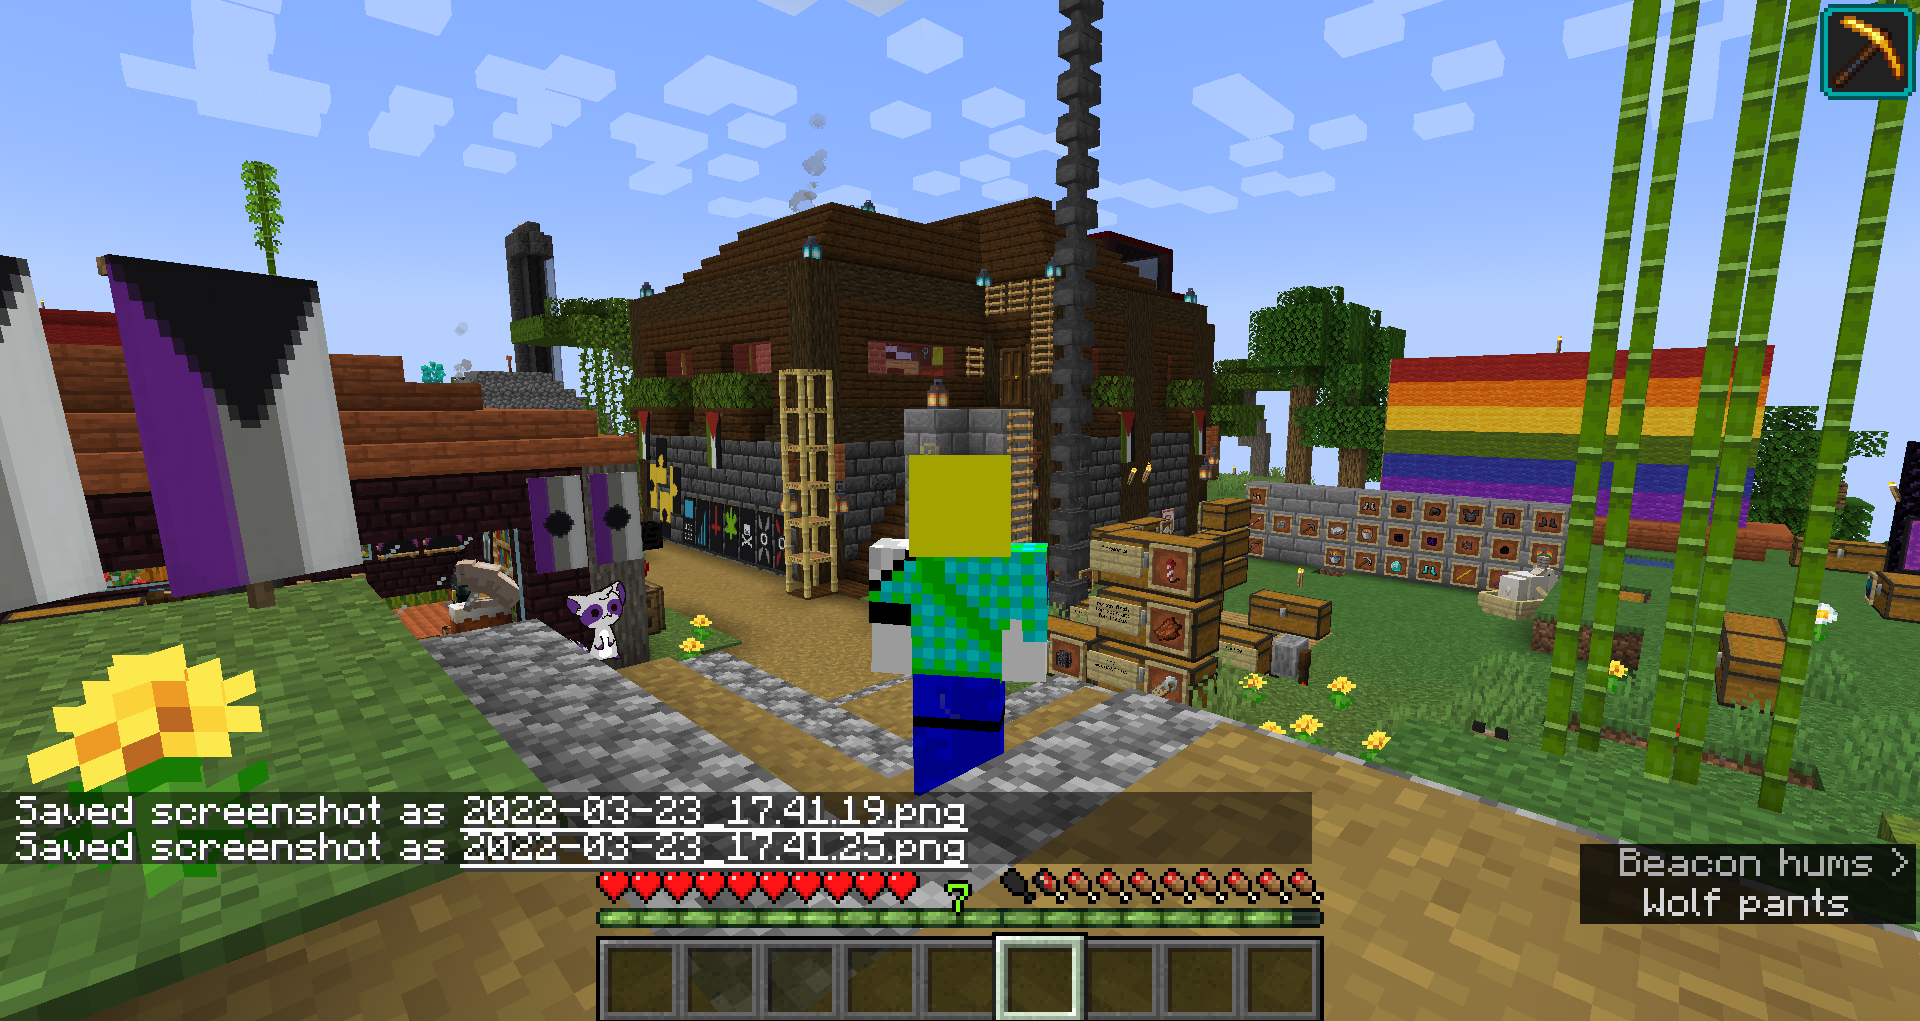 Saved screenshot as 2022-03-23_17.41.19.png
Saved screenshot as 2022-03-23_17.41.25.png
Beacon hums >
Wolf pants
7